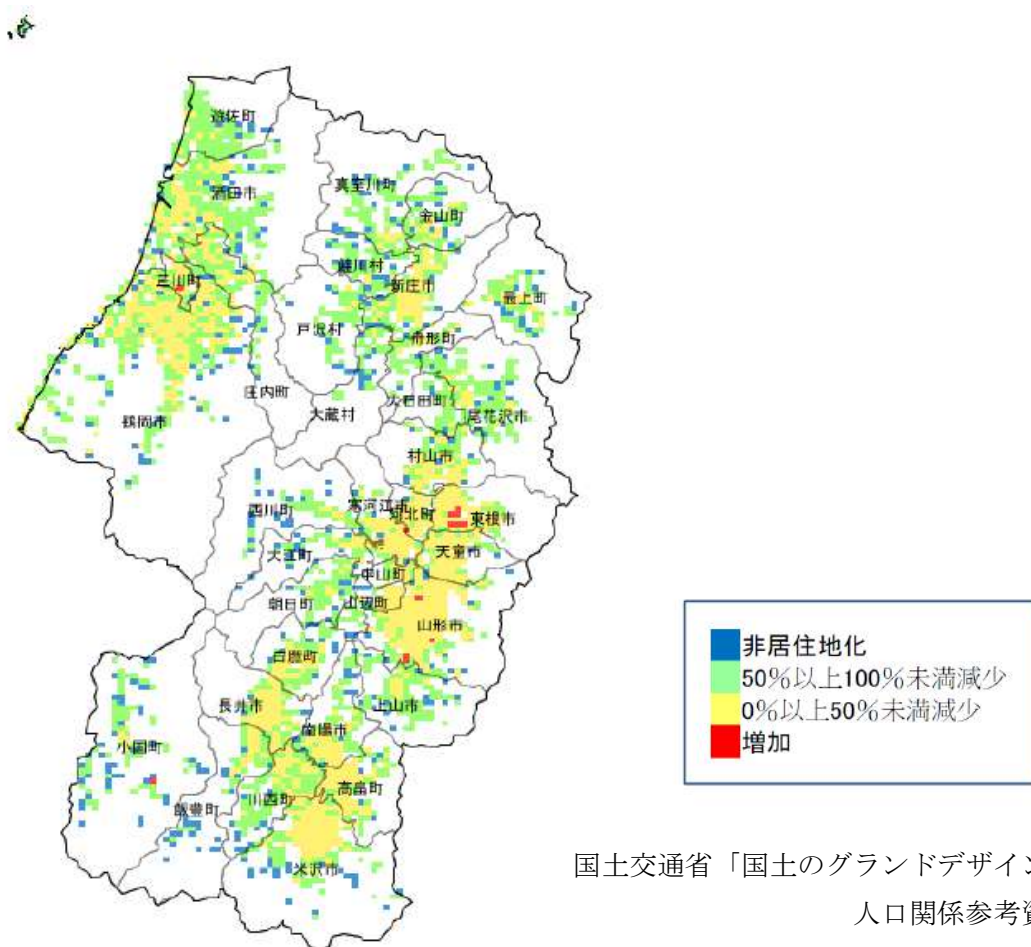 遊佐町
酒田市
真室川町
金山町
鮭川村
新庄市
最上町
三川町
戸沢村
舟形町
庄内町
大蔵村
大石田町
尾花沢市
鶴岡市
村山市
西川町
寒河江市
河北町
東根市
大江町
天童市
中山町
朝日町
山辺町
山形市
白鷹町
長井市
南陽市
上山市
小国町
飯豊町
川西町
高畠町
米沢市
非居住地化
50%以上100%未満減少
0%以上50%未満減少
増加
国土交通省「国土のグランドデザイン
人口関係参考資